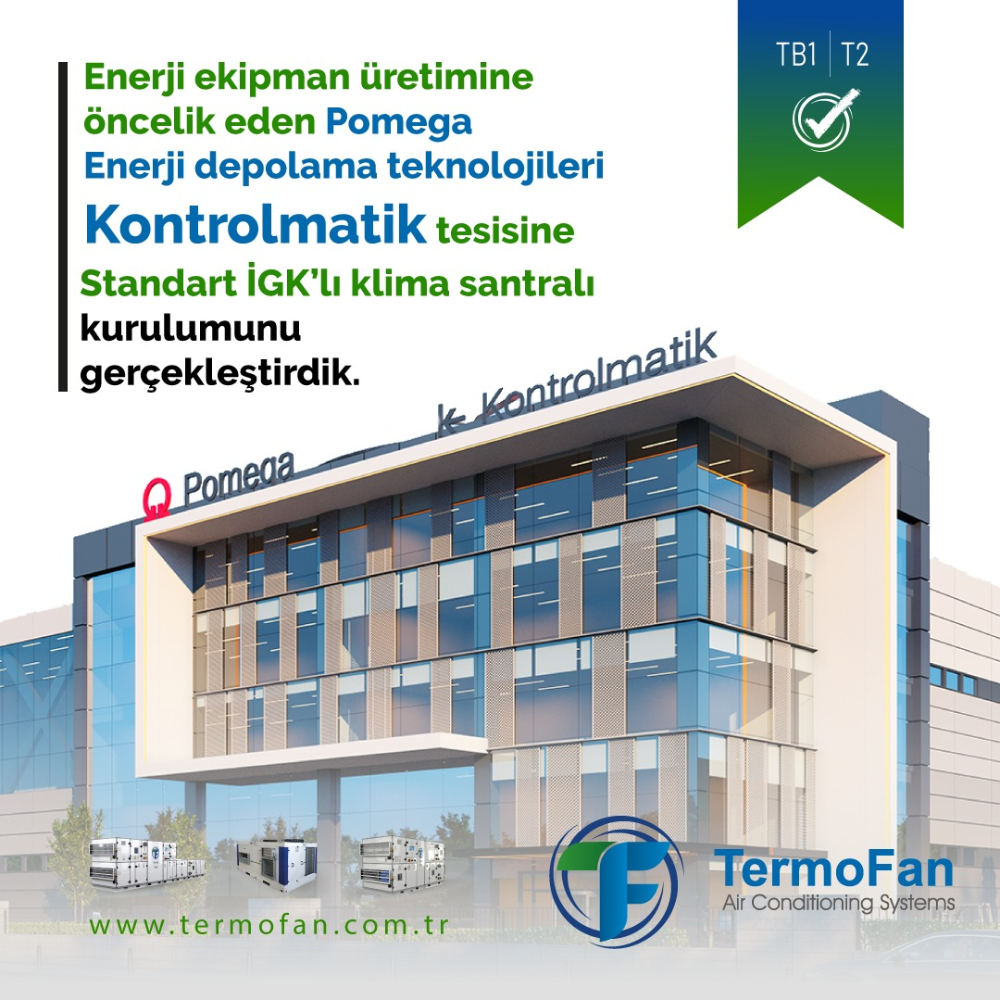 Enerji ekipman üretimine
öncelik eden Pomega
Enerji depolama teknolojileri
Kontrolmatik tesisine
Standart İGK'lı klima santralı
kurulumunu
gerçekleştirdik.
TB1 | T2
Kontrolmatik
Pomega
www.termofan.com.tr
TermoFan
Air Conditioning Systems